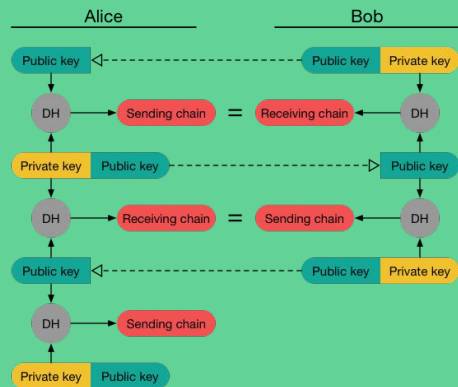 Alice Bob
Public key Public key Private key
DH Sending chain = Receiving chain DH
Private key Public key Public key
DH Receiving chain = Sending chain DH
Public key Public key Private key
DH Sending chain
Private key Public key